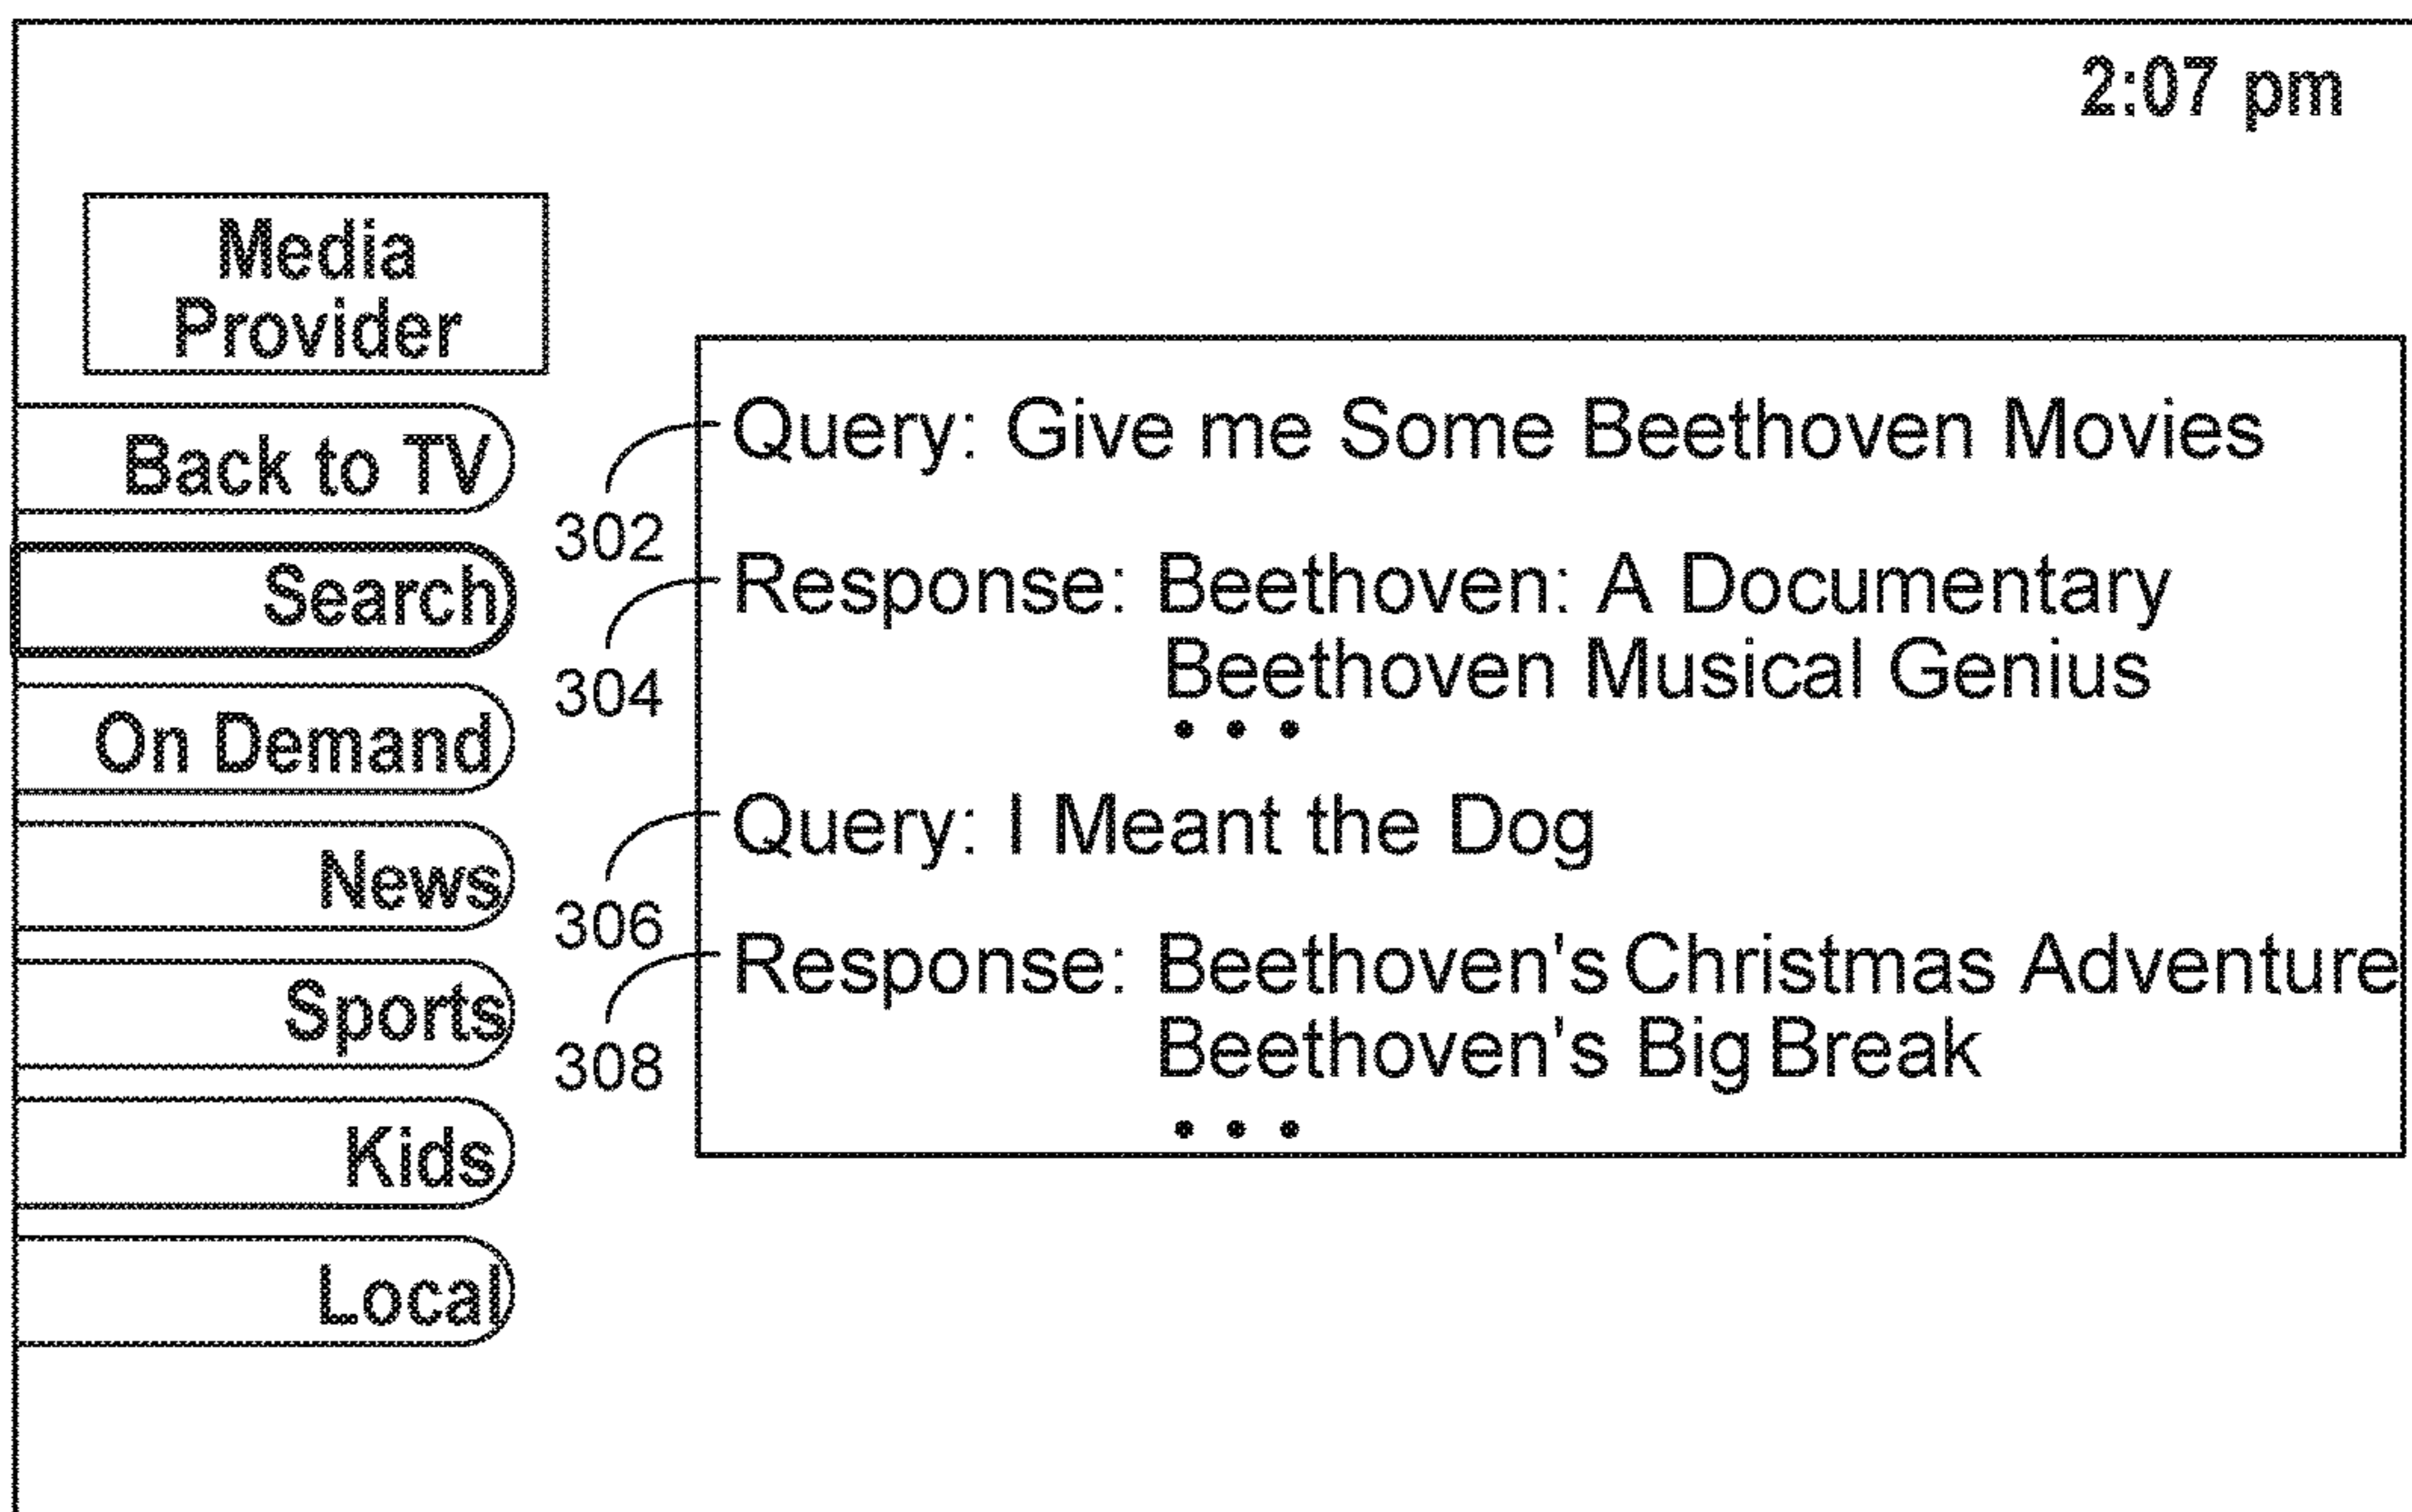 2:07 pm
Media
Provider
Back to TV
Search
On Demand
News
Sports
Kids
Local
Query: Give me Some Beethoven Movies
302
Response: Beethoven: A Documentary
Beethoven Musical Genius
• • •
304
Query: I Meant the Dog
306
Response: Beethoven's Christmas Adventure
Beethoven's Big Break
• • •
308